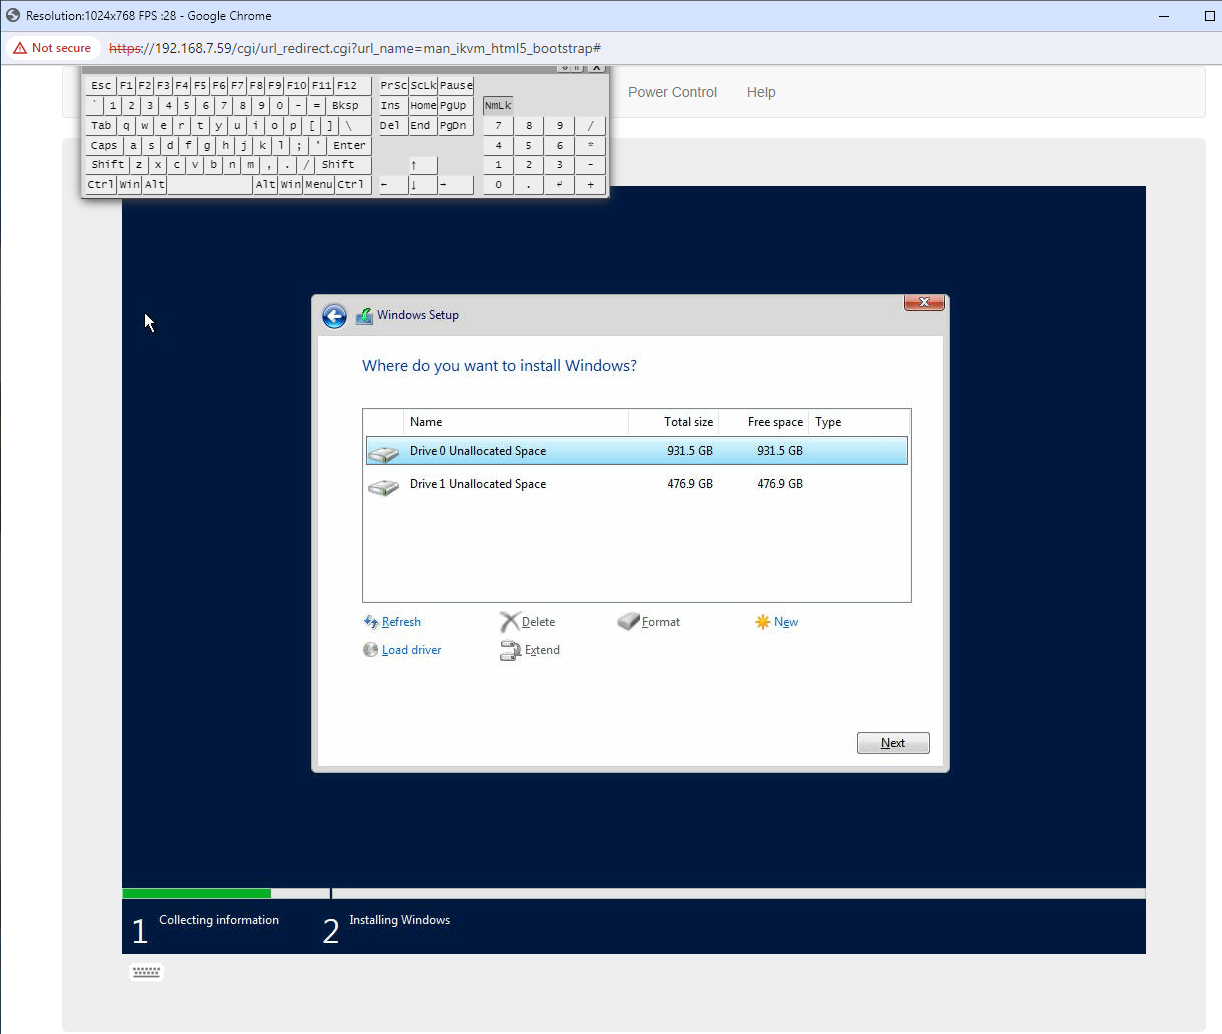 Resolution:1024x768 FPS :28 - Google Chrome
Not secure https://192.168.7.59/cgi/url_redirect.cgi?url_name=man_ikvm_html5_bootstrap#
Power Control Help
Esc F1 F2 F3 F4 F5 F6 F7 F8 F9 F10 F11 F12 PrSc ScLk Pause
` 1 2 3 4 5 6 7 8 9 0 - = Bksp Ins Home PgUp NmLk
Tab q w e r t y u i o p [ ] \ Del End PgDn 7 8 9 /
Caps a s d f g h j k l ; ' Enter 4 5 6 *
Shift z x c v b n m , . / Shift ↑ 1 2 3 -
Ctrl Win Alt Alt Win Menu Ctrl ← ↓ → 0 . ↲ +
Windows Setup
Where do you want to install Windows?
Name Total size Free space Type
Drive 0 Unallocated Space 931.5 GB 931.5 GB
Drive 1 Unallocated Space 476.9 GB 476.9 GB
Refresh Delete Format New
Load driver Extend
Next
1 Collecting information 2 Installing Windows